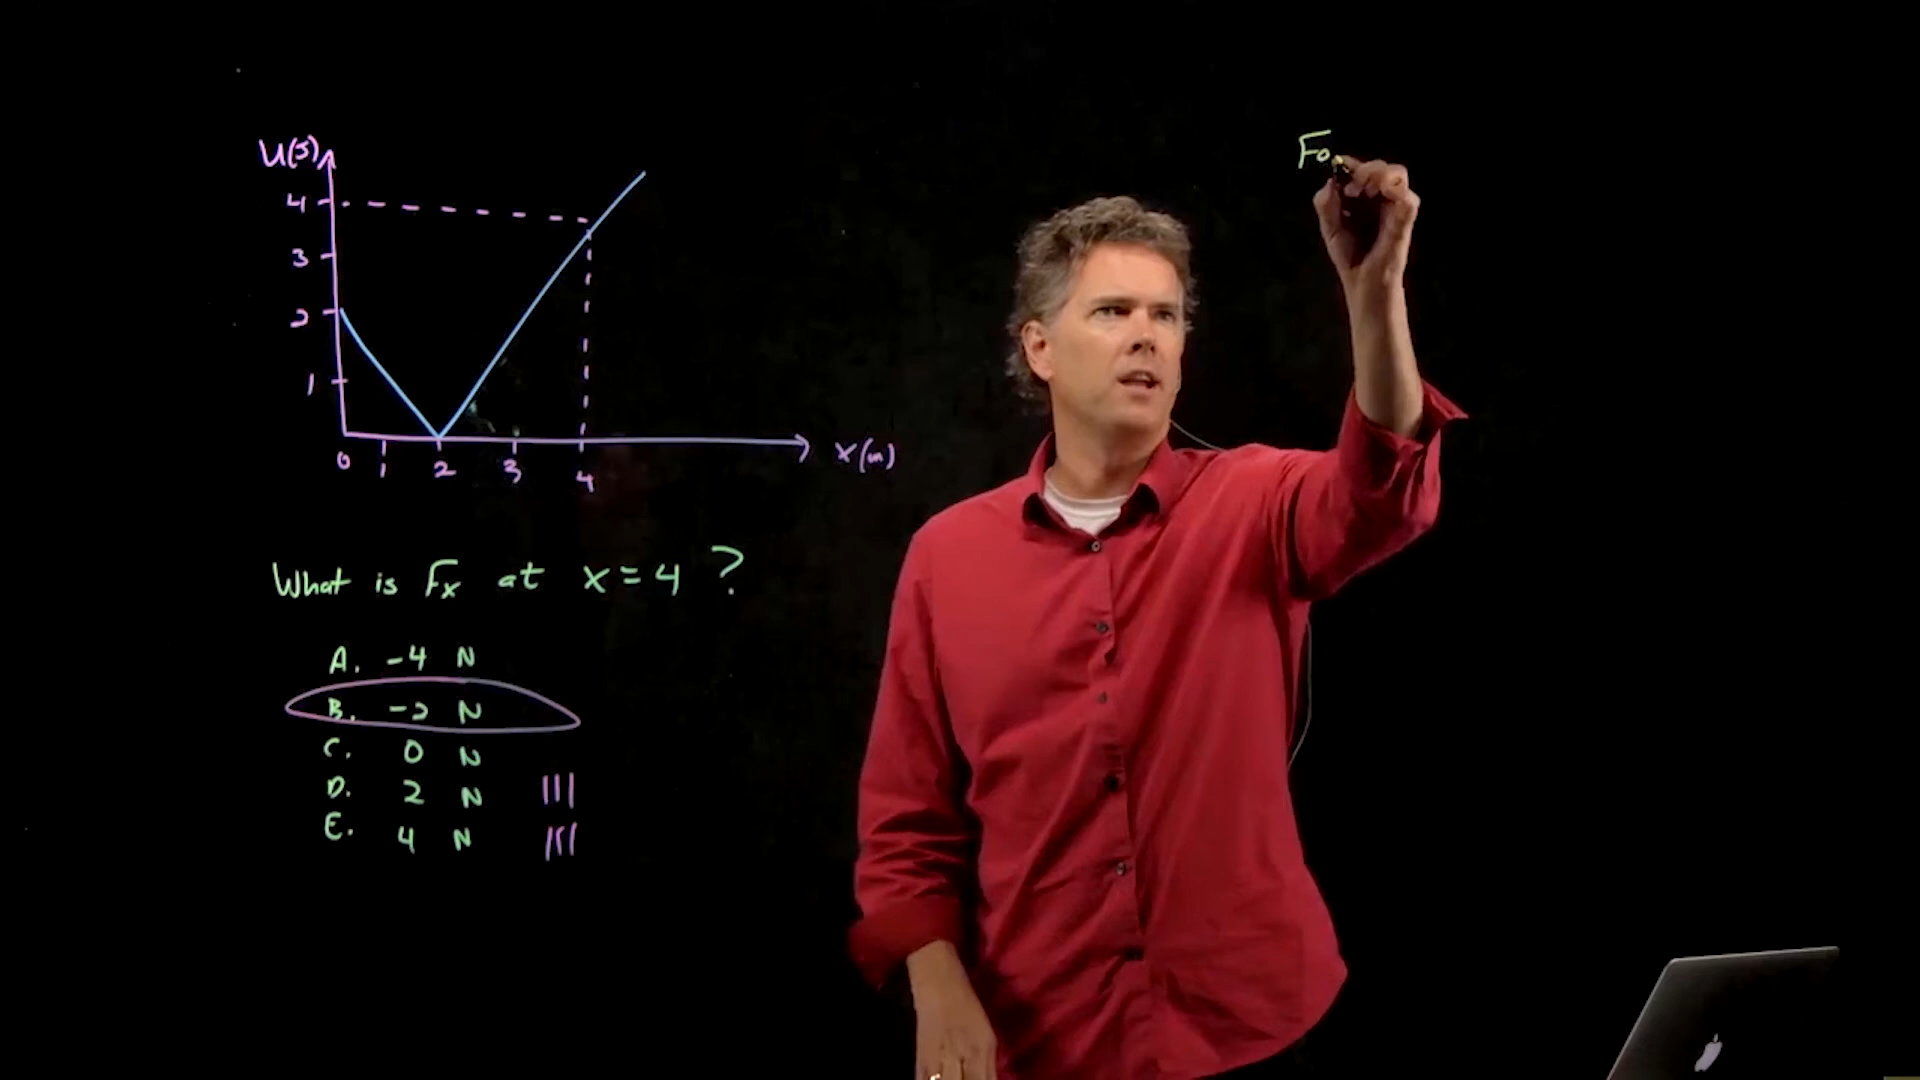 U(J)
4
3
2
1
0 1 2 3 4
x(m)
Fo
What is Fx at x = 4 ?
A. -4 N
B. -2 N
C. 0 N
D. 2 N |||
E. 4 N |||